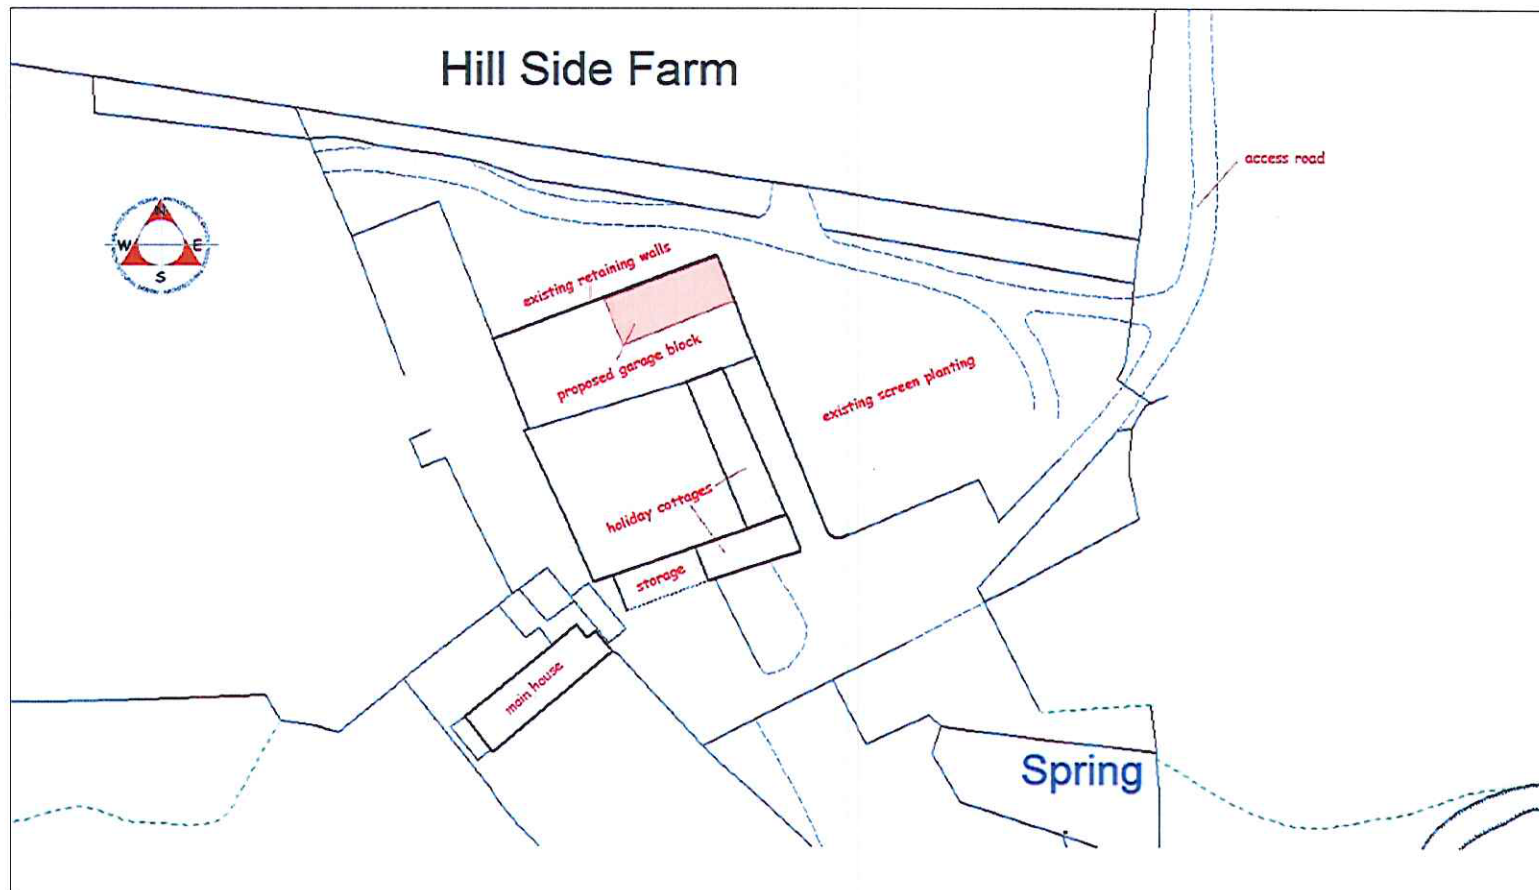 Hill Side Farm
access road
N
W E
S
existing retaining walls
proposed garage block
existing screen planting
holiday cottages
storage
main house
Spring